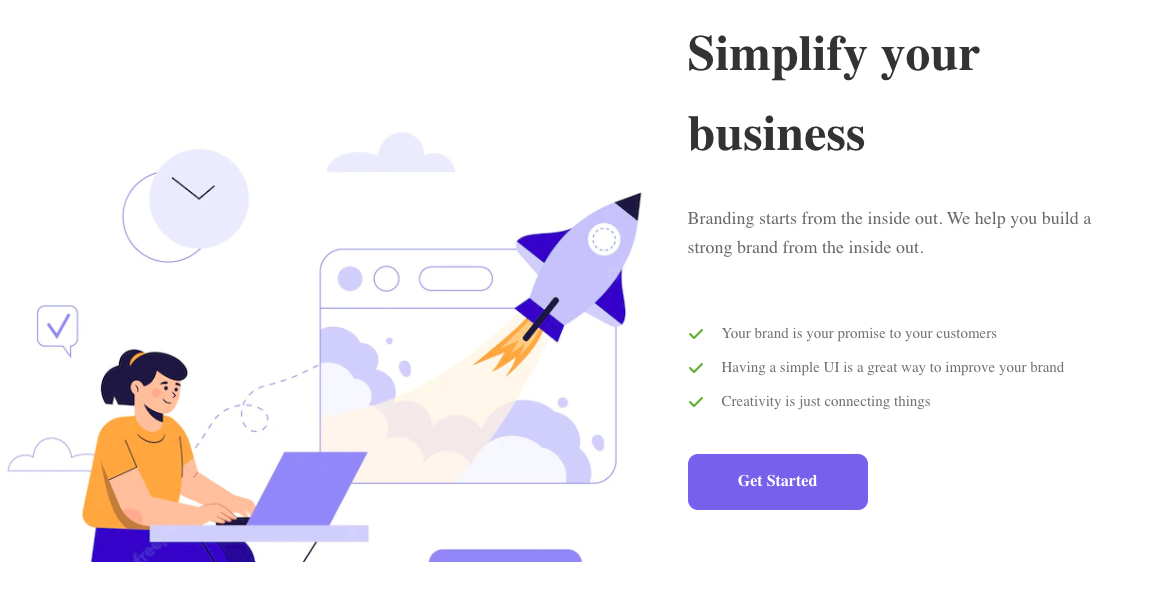 Simplify your
business
Branding starts from the inside out. We help you build a
strong brand from the inside out.
Your brand is your promise to your customers
Having a simple UI is a great way to improve your brand
Creativity is just connecting things
Get Started